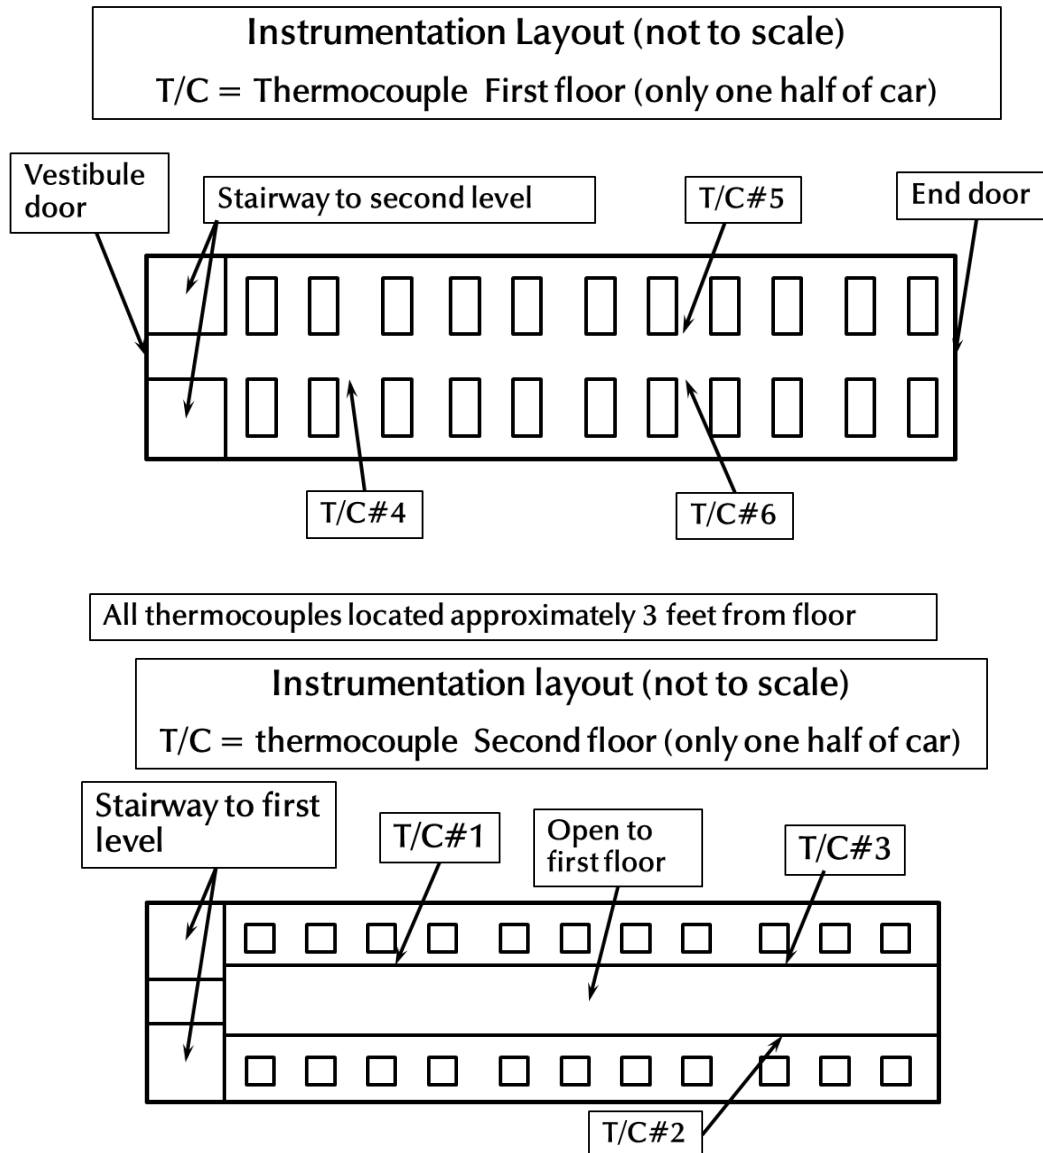 Instrumentation Layout (not to scale)
T/C = Thermocouple First floor (only one half of car)
Vestibule
door
Stairway to second level
T/C#5
End door
T/C#4
T/C#6
All thermocouples located approximately 3 feet from floor
Instrumentation layout (not to scale)
T/C = thermocouple Second floor (only one half of car)
Stairway to first
level
T/C#1
Open to
first floor
T/C#3
T/C#2